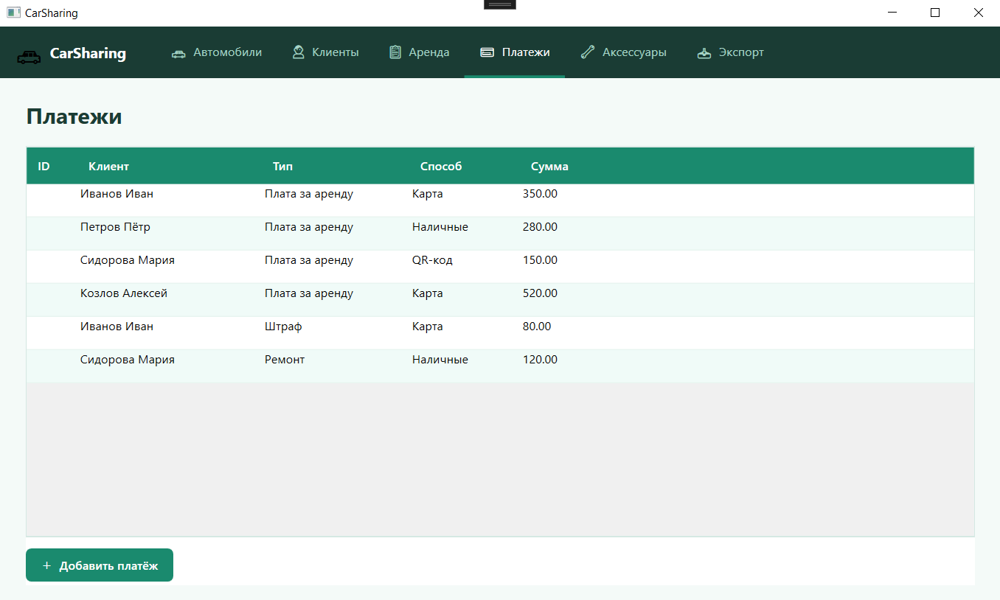 CarSharing
CarSharing Автомобили Клиенты Аренда Платежи Аксессуары Экспорт
Платежи
ID Клиент Тип Способ Сумма
Иванов Иван Плата за аренду Карта 350.00
Петров Пётр Плата за аренду Наличные 280.00
Сидорова Мария Плата за аренду QR-код 150.00
Козлов Алексей Плата за аренду Карта 520.00
Иванов Иван Штраф Карта 80.00
Сидорова Мария Ремонт Наличные 120.00
+ Добавить платёж